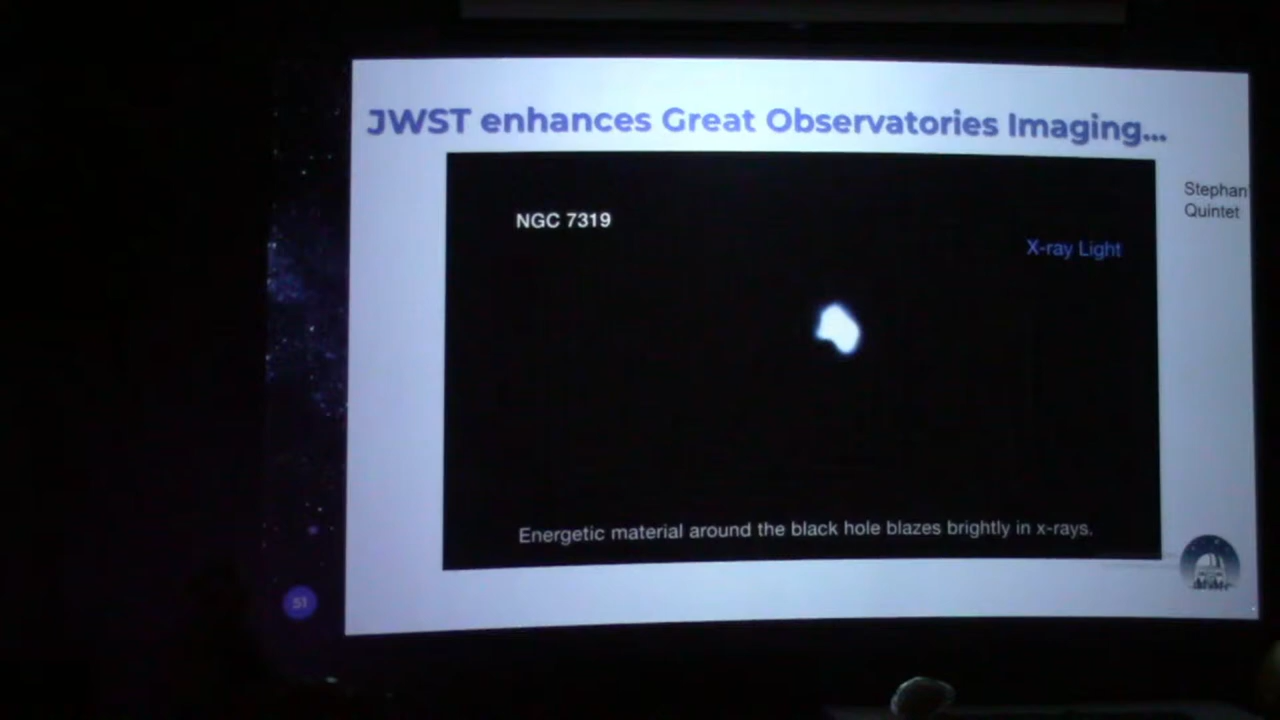 JWST enhances Great Observatories Imaging...
NGC 7319
Stephan'
Quintet
X-ray Light
Energetic material around the black hole blazes brightly in x-rays.
51